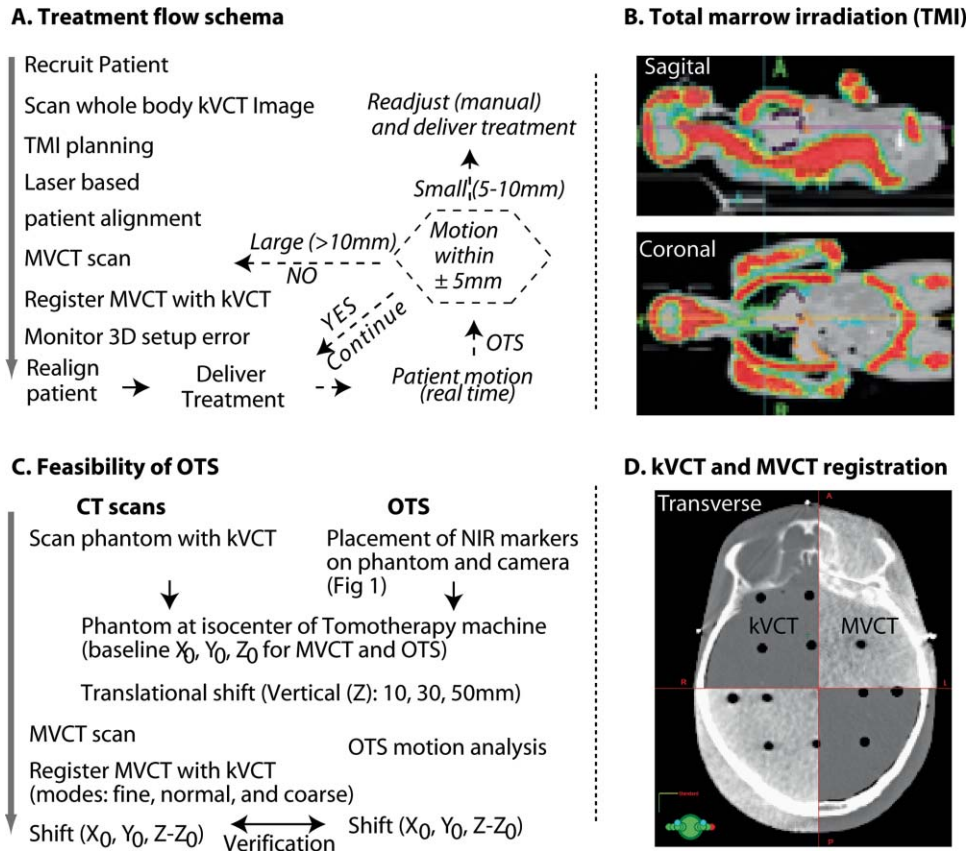 A. Treatment flow schema
Recruit Patient
Scan whole body kVCT Image
TMI planning
Laser based
patient alignment
MVCT scan
Register MVCT with kVCT
Monitor 3D setup error
Realign
patient
Deliver
Treatment
Patient motion
(real time)
OTS
Motion
within
± 5mm
YES
Continue
Large (>10mm)
NO
Small (5-10mm)
Readjust (manual)
and deliver treatment
B. Total marrow irradiation (TMI)
Sagital
A
Coronal
C. Feasibility of OTS
CT scans
OTS
Scan phantom with kVCT
Placement of NIR markers
on phantom and camera
(Fig 1)
Phantom at isocenter of Tomotherapy machine
(baseline X0, Y0, Z0 for MVCT and OTS)
Translational shift (Vertical (Z): 10, 30, 50mm)
MVCT scan
OTS motion analysis
Register MVCT with kVCT
(modes: fine, normal, and coarse)
Shift (X0, Y0, Z-Z0)
Verification
Shift (X0, Y0, Z-Z0)
D. kVCT and MVCT registration
Transverse
A
kVCT
MVCT
R
L
P